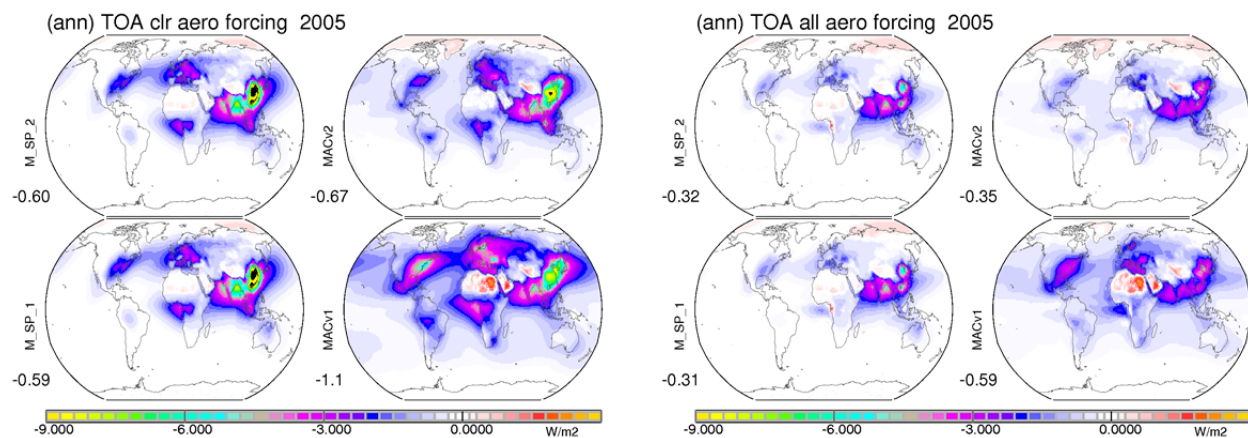 (ann) TOA clr aero forcing 2005
M_SP_2
-0.60
MACv2
-0.67
M_SP_1
-0.59
MACv1
-1.1
-9.000 -6.000 -3.000 0.0000 W/m2
(ann) TOA all aero forcing 2005
M_SP_2
-0.32
MACv2
-0.35
M_SP_1
-0.31
MACv1
-0.59
-9.000 -6.000 -3.000 0.0000 W/m2